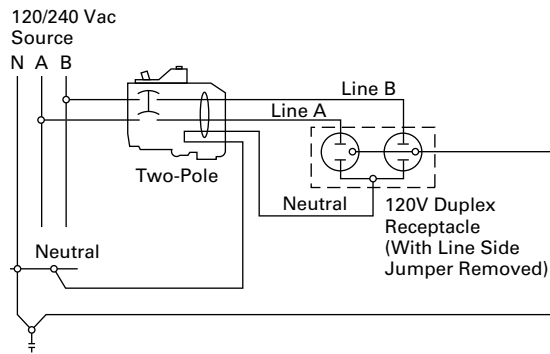 120/240 Vac
Source
N A B
Line B
Line A
Two-Pole
Neutral
120V Duplex
Receptacle
(With Line Side
Jumper Removed)
Neutral